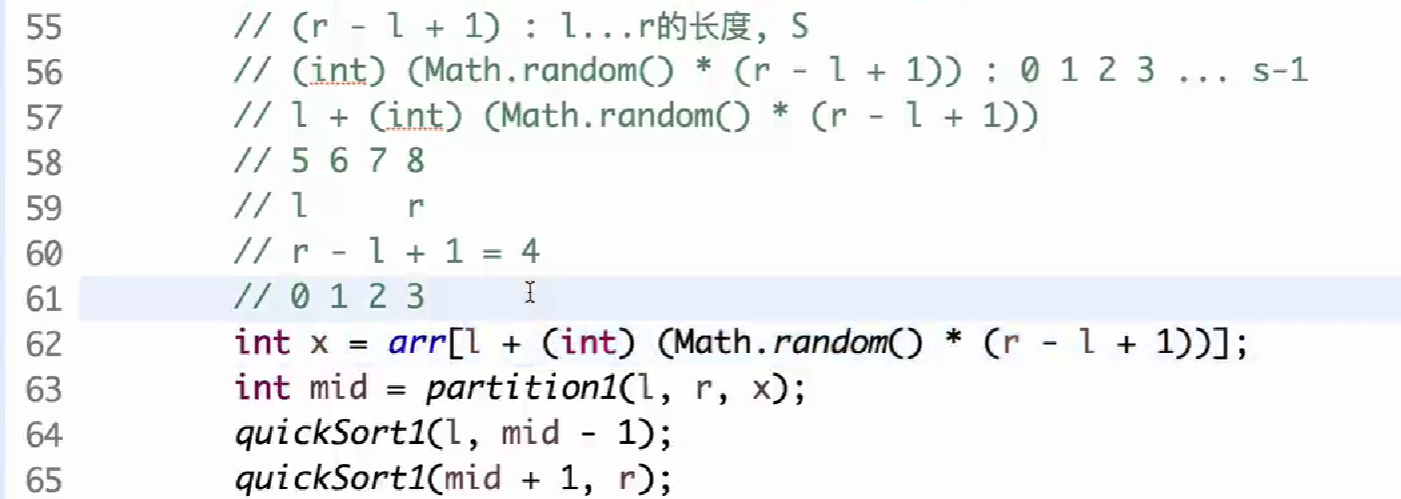 55 // (r - l + 1) : l...r的长度, S
56 // (int) (Math.random() * (r - l + 1)) : 0 1 2 3 ... s-1
57 // l + (int) (Math.random() * (r - l + 1))
58 // 5 6 7 8
59 // l     r
60 // r - l + 1 = 4
61 // 0 1 2 3
62 int x = arr[l + (int) (Math.random() * (r - l + 1))];
63 int mid = partition1(l, r, x);
64 quickSort1(l, mid - 1);
65 quickSort1(mid + 1, r);